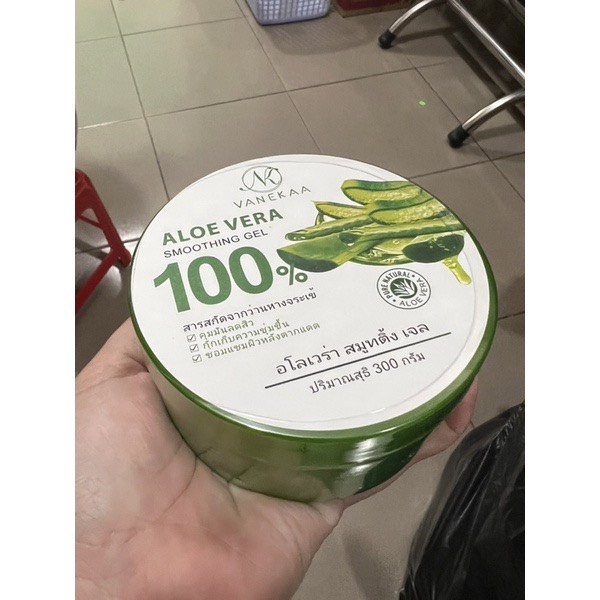 NK
VANEKAA
ALOE VERA
SMOOTHING GEL
100%
สารสกัดจากว่านหางจระเข้
คุมมันลดสิว
กักเก็บความชุ่มชื้น
ซ่อมแซมผิวหลังตากแดด
PURE NATURAL
ALOE VERA
อโลเวร่า สมูทติ้ง เจล
ปริมาณสุธิ 300 กรัม